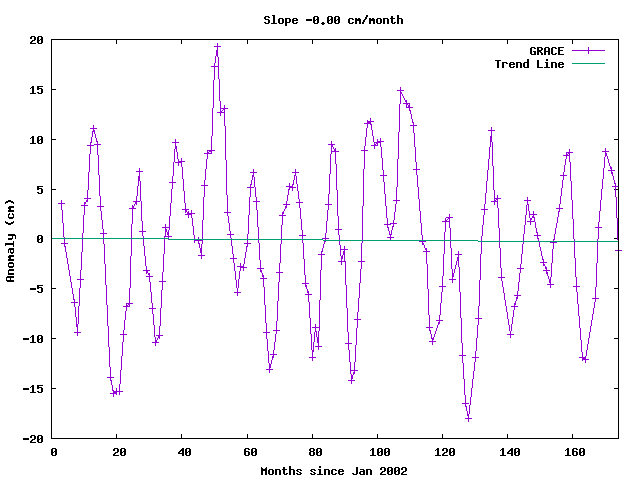 Slope -0.00 cm/month
GRACE
Trend Line
20
15
10
5
0
-5
-10
-15
-20
Anomaly (cm)
0 20 40 60 80 100 120 140 160
Months since Jan 2002